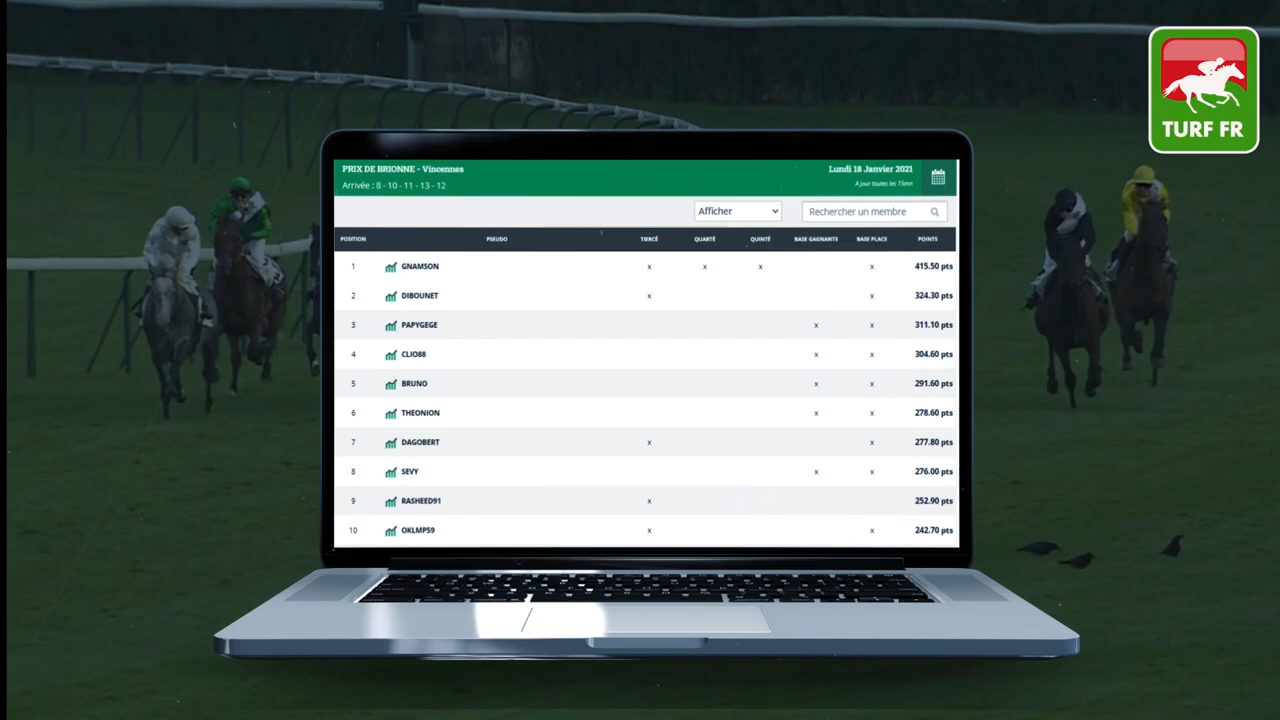 TURF FR
PRIX DE BRIONNE - Vincennes
Lundi 18 Janvier 2021
Arrivée : 8 - 10 - 11 - 13 - 12
A jour toutes les 15mn
Afficher
Rechercher un membre
POSITION PSEUDO TIERCÉ QUARTÉ QUINTÉ BASE GAGNANTE BASE PLACE POINTS
1 GNAMSON x x x x 415.50 pts
2 DIBOUNET x x 324.30 pts
3 PAPYGEGE x x 311.10 pts
4 CLIO88 x x 304.60 pts
5 BRUNO x x 291.60 pts
6 THEONION x x 278.60 pts
7 DAGOBERT x x 277.80 pts
8 SEVY x x 276.00 pts
9 RASHEED91 x 252.90 pts
10 OKLMP59 x x 242.70 pts